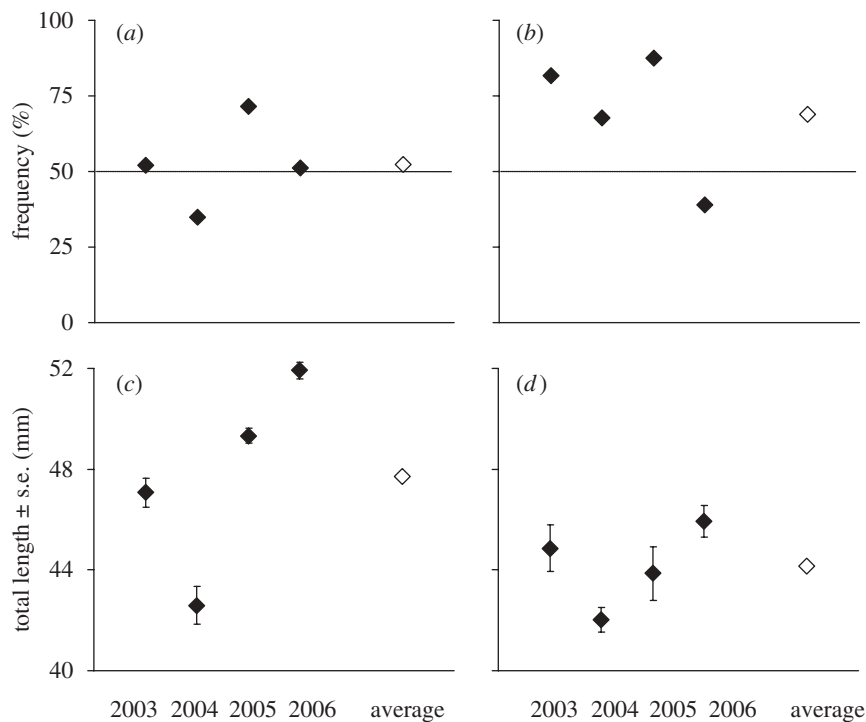 100
75
50
25
0
frequency (%)
(a)
(b)
52
48
44
40
total length ± s.e. (mm)
(c)
(d)
2003 2004 2005 2006 average
2003 2004 2005 2006 average